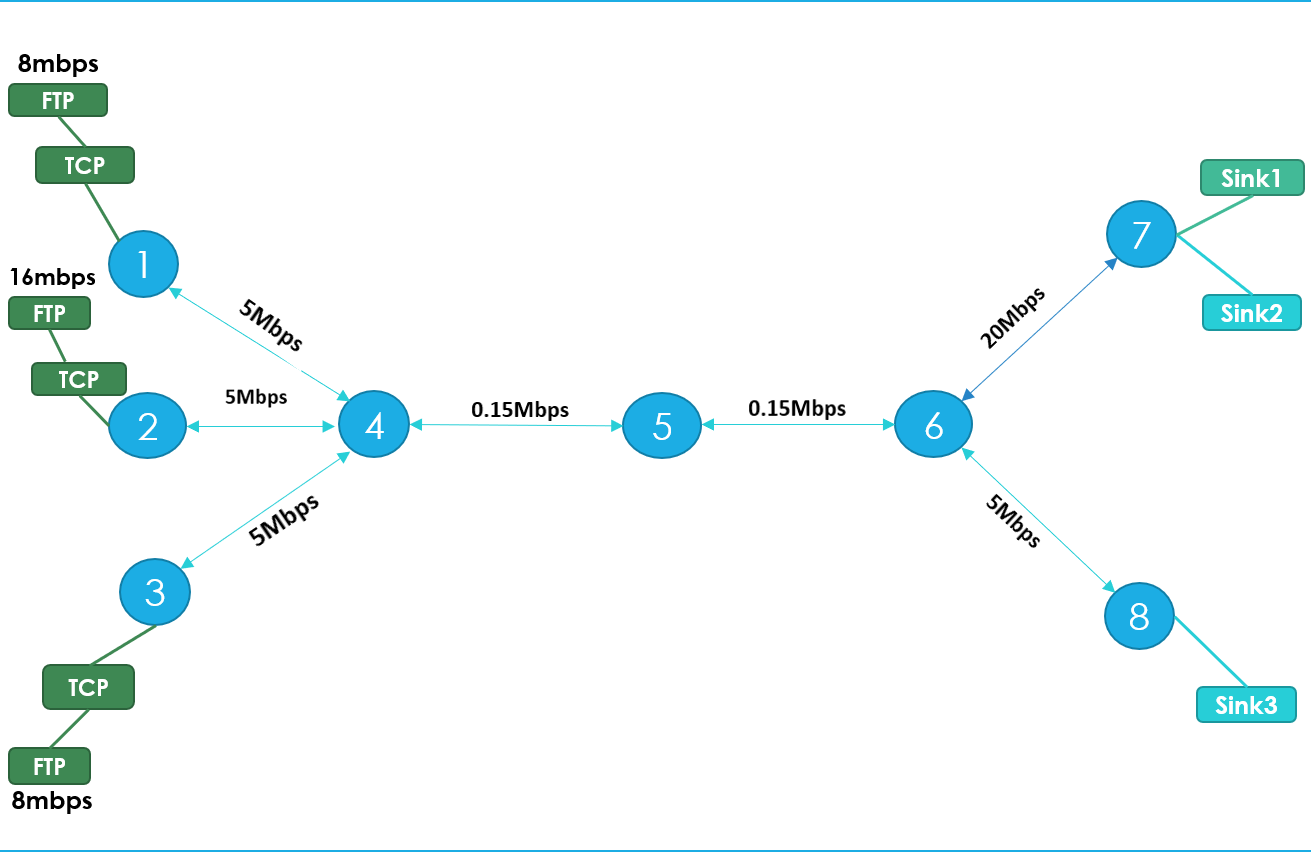 8mbps
FTP
TCP
1
16mbps
FTP
TCP
2
5Mbps
5Mbps
5Mbps
3
TCP
FTP
8mbps
4
0.15Mbps
5
0.15Mbps
6
20Mbps
5Mbps
7
Sink1
Sink2
8
Sink3